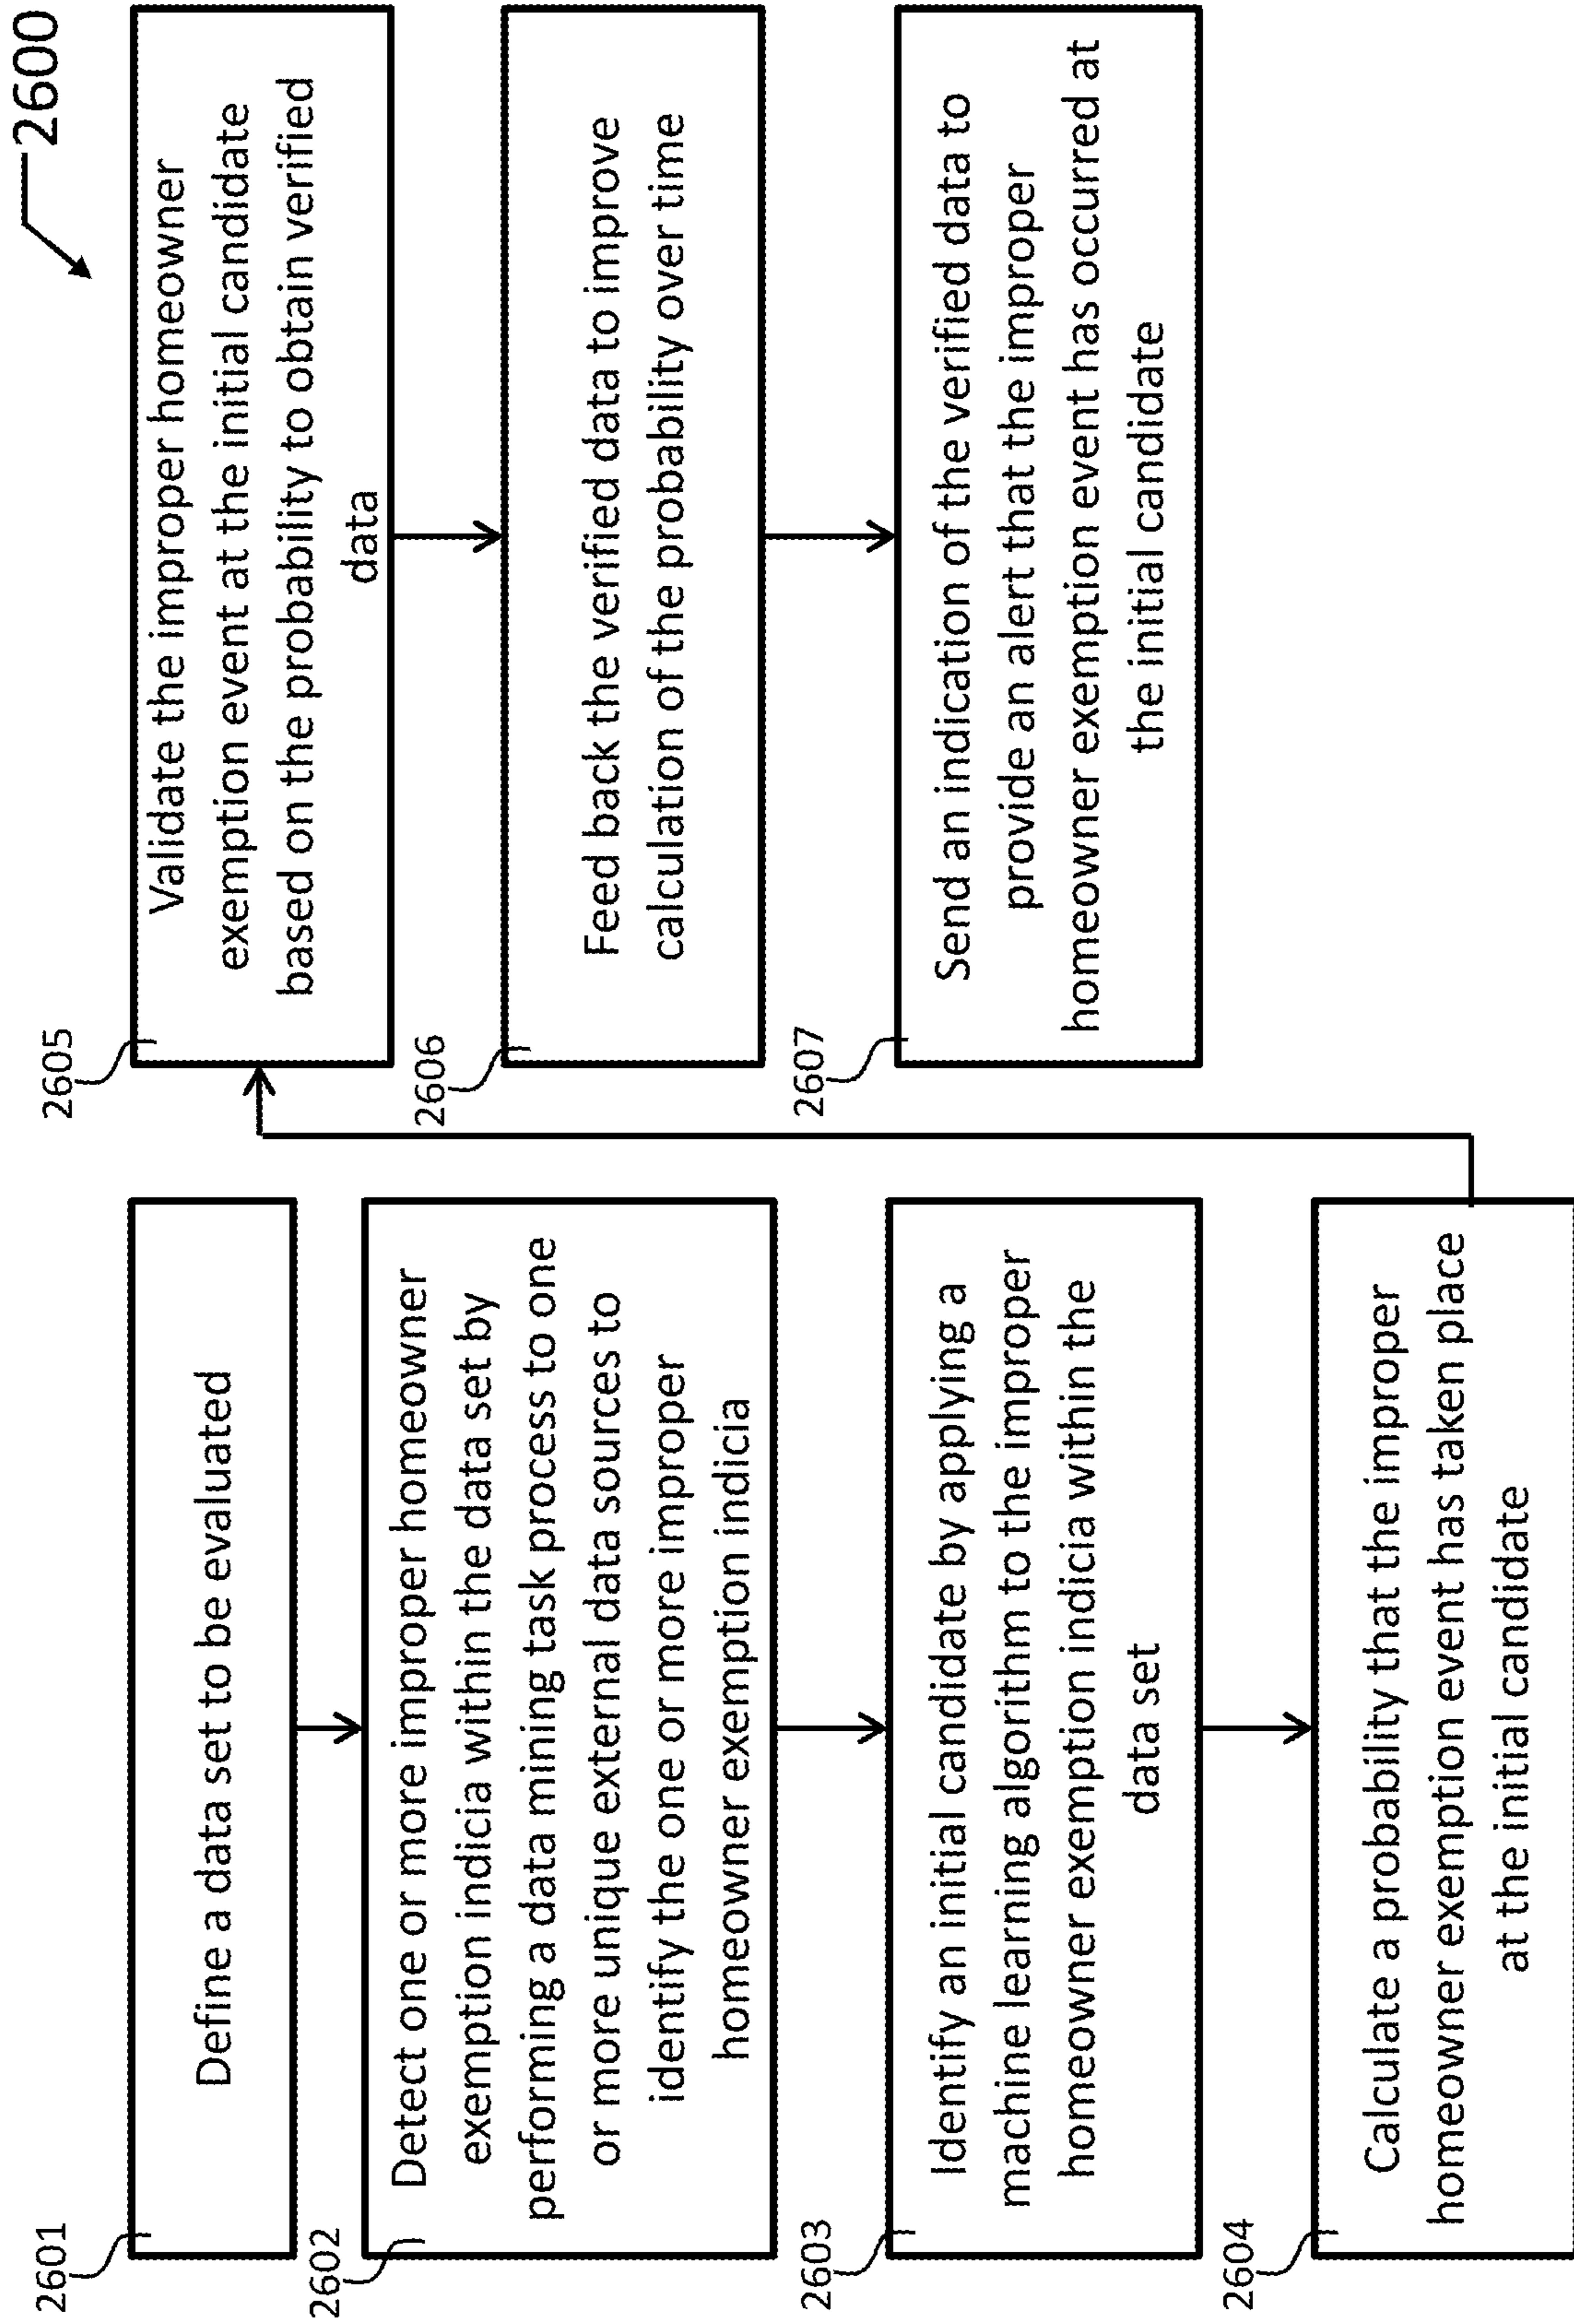 2600
2601
Define a data set to be evaluated
2602
Detect one or more improper homeowner
exemption indicia within the data set by
performing a data mining task process to one
or more unique external data sources to
identify the one or more improper
homeowner exemption indicia
2603
Identify an initial candidate by applying a
machine learning algorithm to the improper
homeowner exemption indicia within the
data set
2604
Calculate a probability that the improper
homeowner exemption event has taken place
at the initial candidate
2605
Validate the improper homeowner
exemption event at the initial candidate
based on the probability to obtain verified
data
2606
Feed back the verified data to improve
calculation of the probability over time
2607
Send an indication of the verified data to
provide an alert that the improper
homeowner exemption event has occurred at
the initial candidate